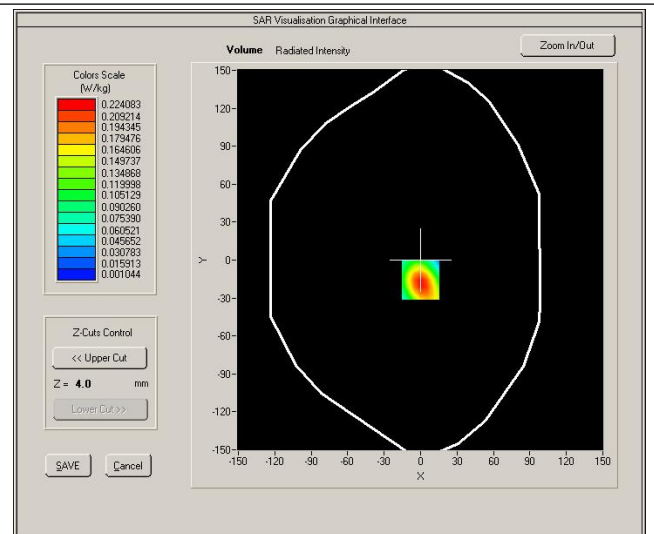 SAR Visualisation Graphical Interface
Volume Radiated Intensity
Zoom In/Out
Colors Scale
(W/kg)
0.224083
0.209214
0.194345
0.179476
0.164606
0.149737
0.134868
0.119998
0.105129
0.090260
0.075390
0.060521
0.045652
0.030783
0.015913
0.001044
Z-Cuts Control
<< Upper Cut
Z = 4.0 mm
Lower Cut >>
SAVE Cancel
150
120
90
60
30
0
-30
-60
-90
-120
-150
Y
-150 -120 -90 -60 -30 0 30 60 90 120 150
X